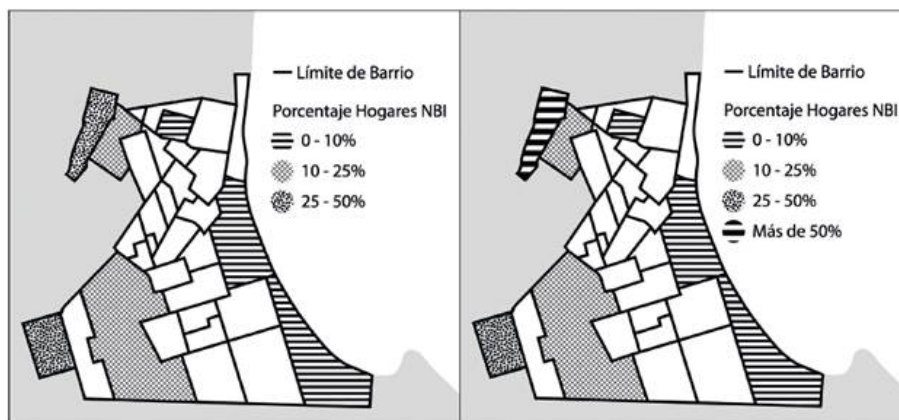 Límite de Barrio
Porcentaje Hogares NBI
0 - 10%
10 - 25%
25 - 50%
Límite de Barrio
Porcentaje Hogares NBI
0 - 10%
10 - 25%
25 - 50%
Más de 50%